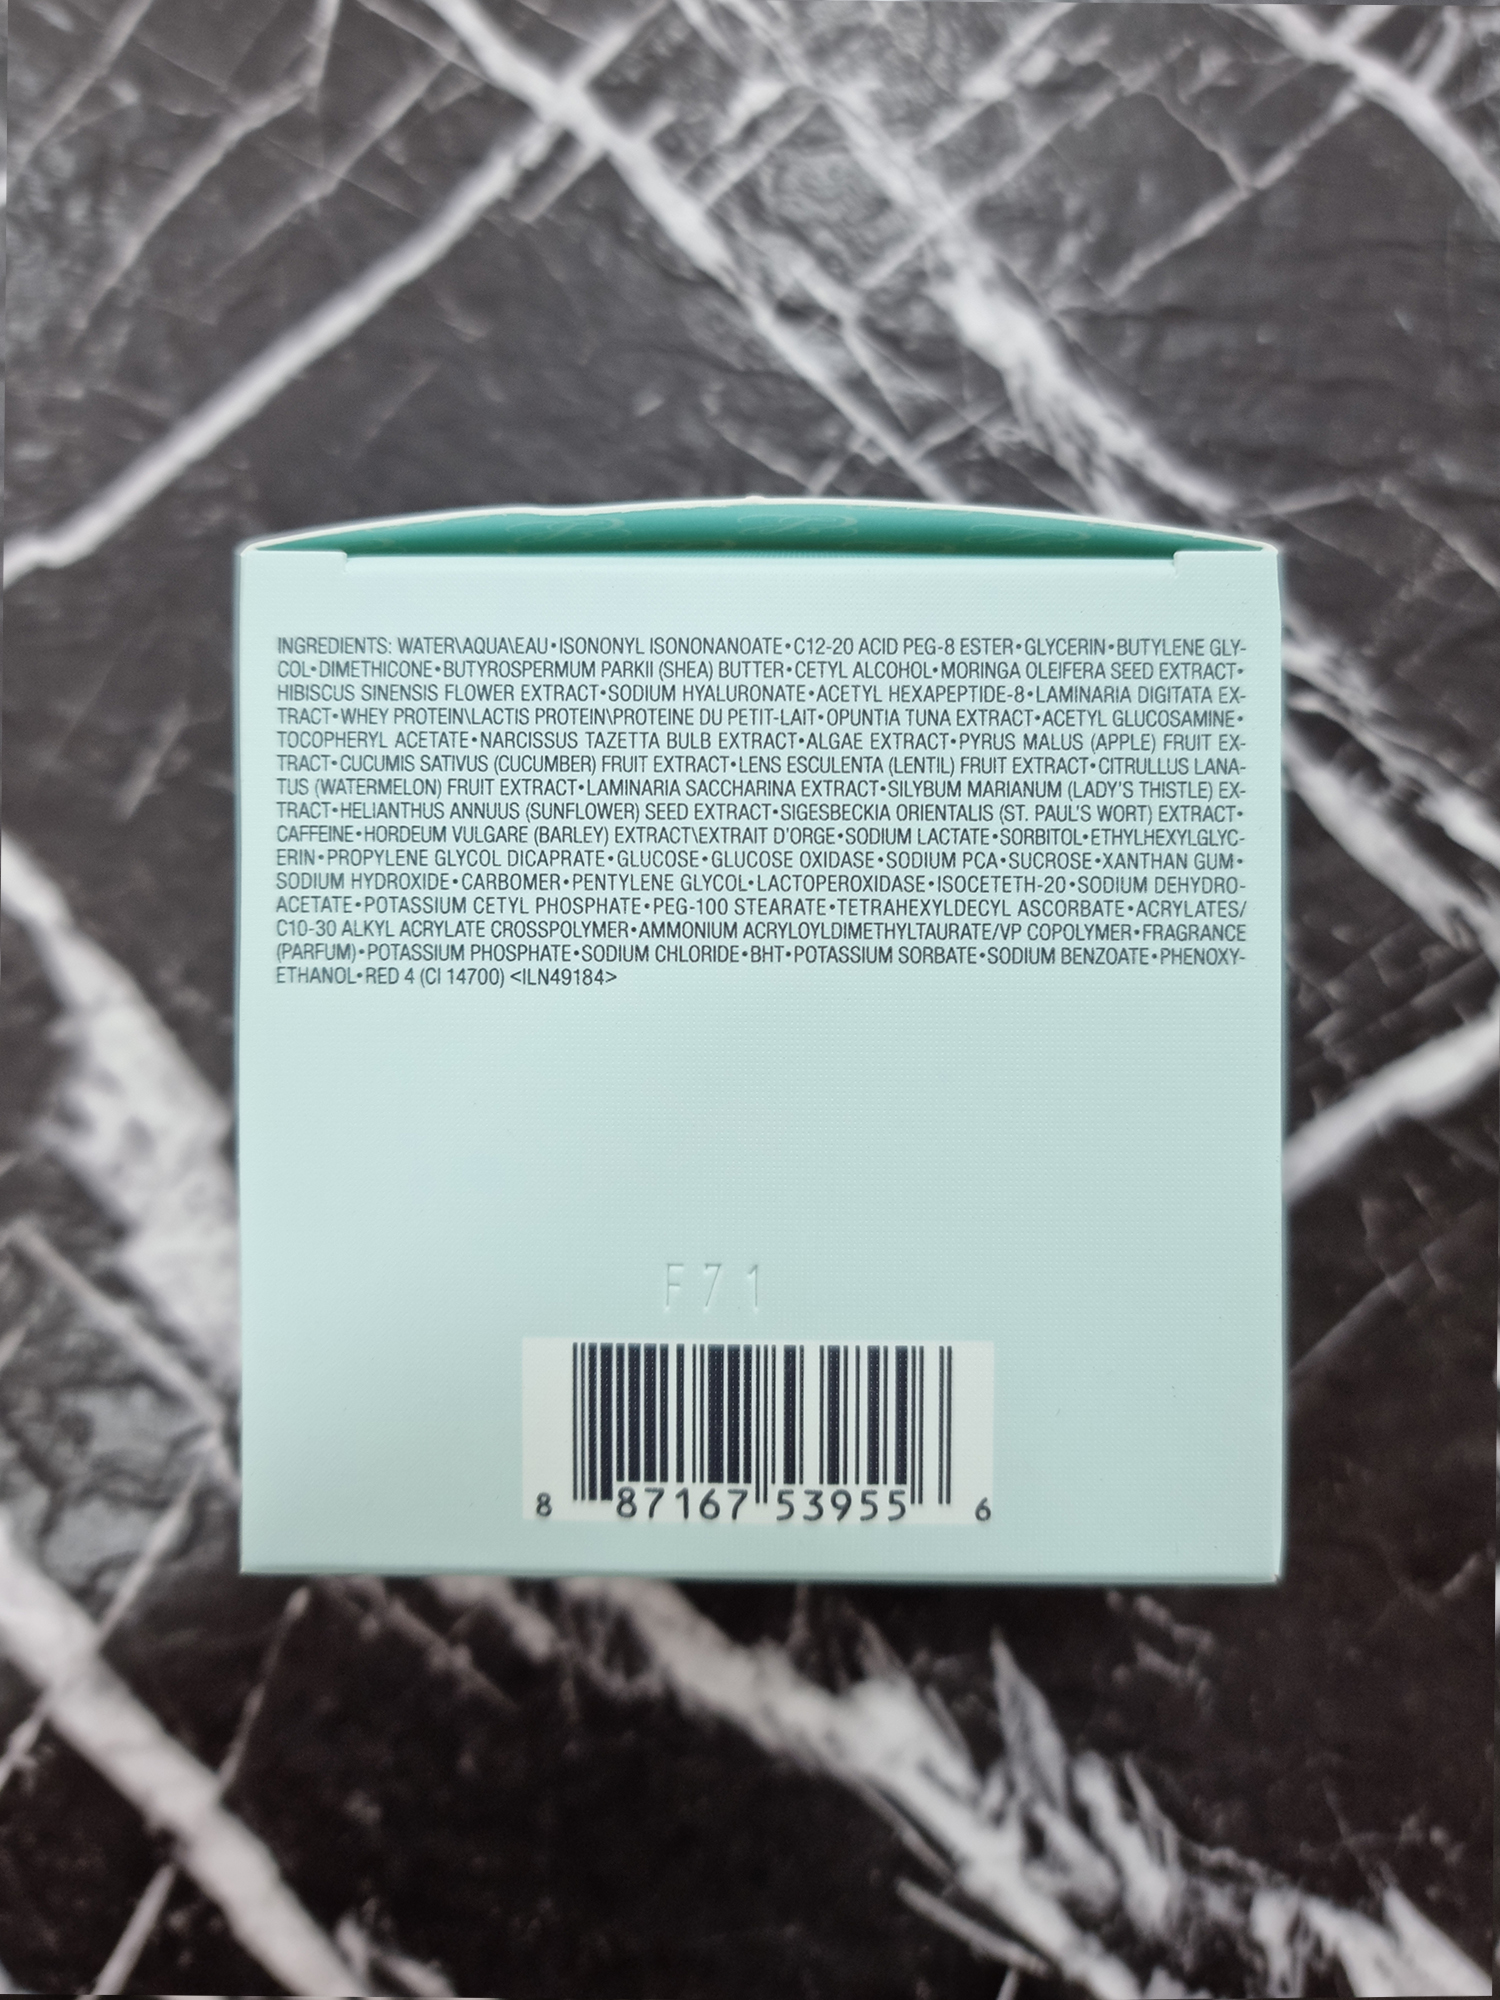 INGREDIENTS: WATER\AQUA\EAU•ISONONYL ISONONANOATE•C12-20 ACID PEG-8 ESTER•GLYCERIN•BUTYLENE GLY-
COL•DIMETHICONE•BUTYROSPERMUM PARKII (SHEA) BUTTER•CETYL ALCOHOL•MORINGA OLEIFERA SEED EXTRACT•
HIBISCUS SINENSIS FLOWER EXTRACT•SODIUM HYALURONATE•ACETYL HEXAPEPTIDE-8•LAMINARIA DIGITATA EX-
TRACT•WHEY PROTEIN\LACTIS PROTEIN\PROTEINE DU PETIT-LAIT•OPUNTIA TUNA EXTRACT•ACETYL GLUCOSAMINE•
TOCOPHERYL ACETATE•NARCISSUS TAZETTA BULB EXTRACT•ALGAE EXTRACT•PYRUS MALUS (APPLE) FRUIT EX-
TRACT•CUCUMIS SATIVUS (CUCUMBER) FRUIT EXTRACT•LENS ESCULENTA (LENTIL) FRUIT EXTRACT•CITRULLUS LANA-
TUS (WATERMELON) FRUIT EXTRACT•LAMINARIA SACCHARINA EXTRACT•SILYBUM MARIANUM (LADY'S THISTLE) EX-
TRACT•HELIANTHUS ANNUUS (SUNFLOWER) SEED EXTRACT•SIGESBECKIA ORIENTALIS (ST. PAUL'S WORT) EXTRACT•
CAFFEINE•HORDEUM VULGARE (BARLEY) EXTRACT\EXTRAIT D'ORGE•SODIUM LACTATE•SORBITOL•ETHYLHEXYLGLYC-
ERIN•PROPYLENE GLYCOL DICAPRATE•GLUCOSE•GLUCOSE OXIDASE•SODIUM PCA•SUCROSE•XANTHAN GUM•
SODIUM HYDROXIDE•CARBOMER•PENTYLENE GLYCOL•LACTOPEROXIDASE•ISOCETETH-20•SODIUM DEHYDRO-
ACETATE•POTASSIUM CETYL PHOSPHATE•PEG-100 STEARATE•TETRAHEXYLDECYL ASCORBATE•ACRYLATES/
C10-30 ALKYL ACRYLATE CROSSPOLYMER•AMMONIUM ACRYLOYLDIMETHYLTAURATE/VP COPOLYMER•FRAGRANCE
(PARFUM)•POTASSIUM PHOSPHATE•SODIUM CHLORIDE•BHT•POTASSIUM SORBATE•SODIUM BENZOATE•PHENOXY-
ETHANOL•RED 4 (CI 14700) <ILN49184>
F71
8 87167 53955 6